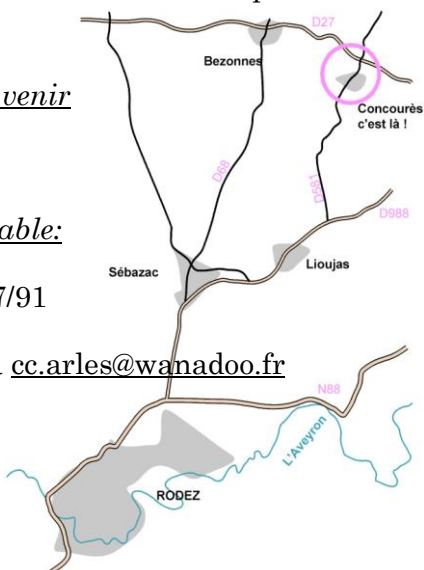 D27
Bezonnes
venir
Concourès
c'est là !
D68
D581
D988
able:
Lioujas
Sébazac
7/91
cc.arles@wanadoo.fr
N88
L'Aveyron
RODEZ